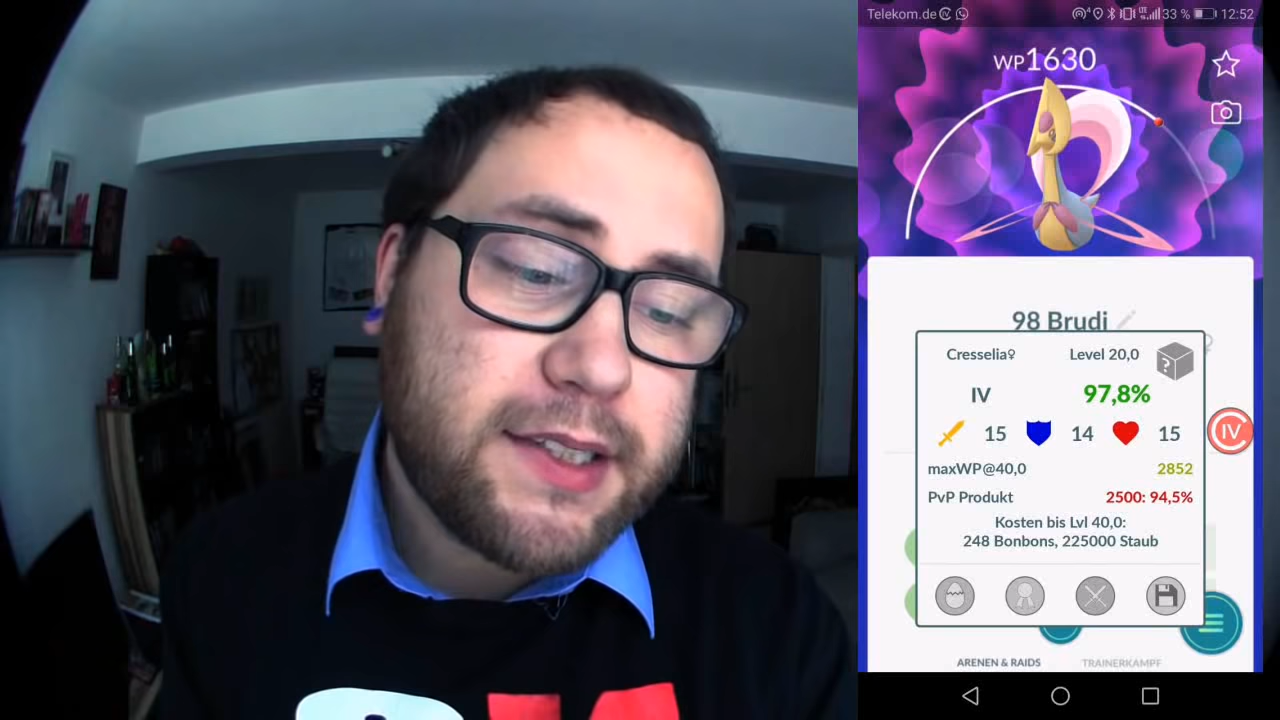 Telekom.de
33 %
12:52
WP1630
98 Brudi
Cresselia♀
Level 20,0
IV
97,8%
15
14
15
IV
maxWP@40,0
2852
PvP Produkt
2500: 94,5%
Kosten bis Lvl 40,0:
248 Bonbons, 225000 Staub
ARENEN & RAIDS
TRAINERKAMPF